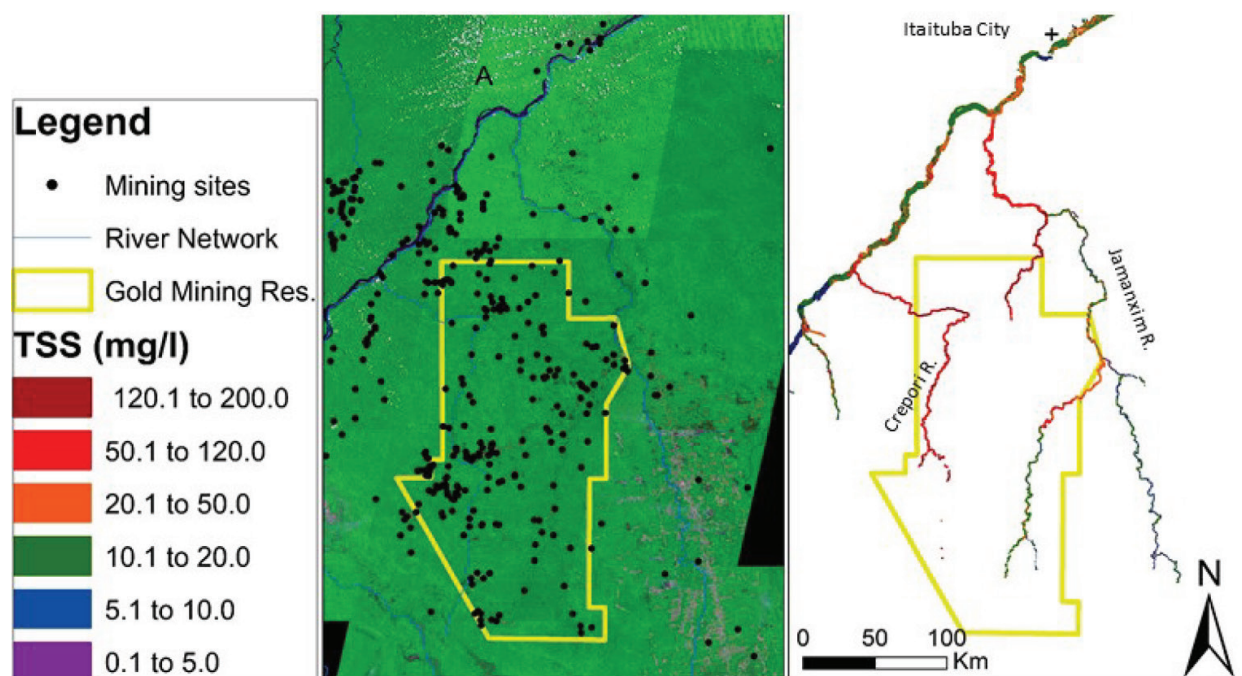 Legend
Mining sites
River Network
Gold Mining Res.
TSS (mg/l)
120.1 to 200.0
50.1 to 120.0
20.1 to 50.0
10.1 to 20.0
5.1 to 10.0
0.1 to 5.0
A
Itaituba City
+
Jamanxim R.
Crepori R.
N
0 50 100
Km